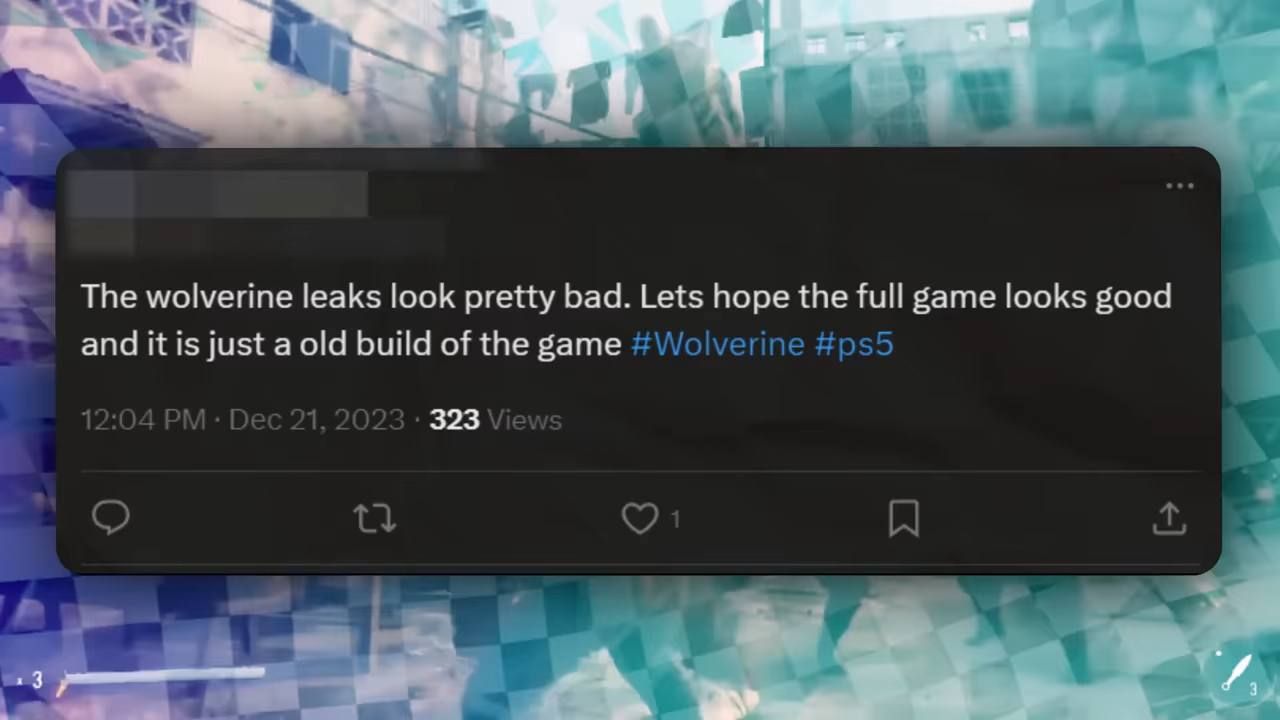 The wolverine leaks look pretty bad. Lets hope the full game looks good
and it is just a old build of the game #Wolverine #ps5
12:04 PM · Dec 21, 2023 · 323 Views
1
x 3
3